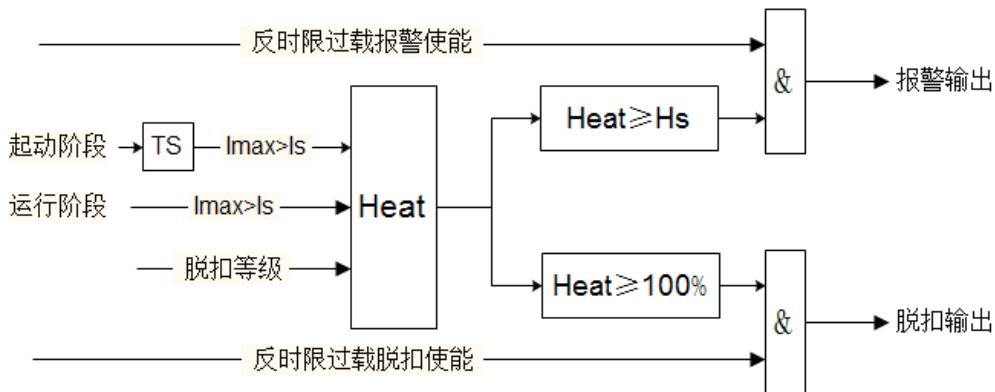 反时限过载报警使能
&
报警输出
Heat≥Hs
起动阶段
TS
Imax>Is
运行阶段
Imax>Is
Heat
脱扣等级
Heat≥100%
&
脱扣输出
反时限过载脱扣使能